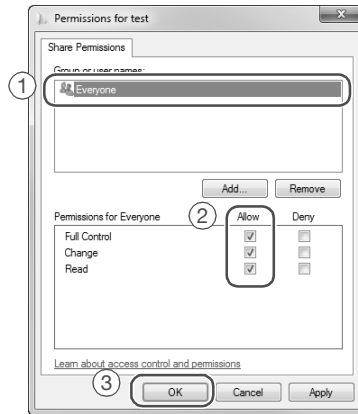 Permissions for test
Share Permissions
Group or user names:
1
Everyone
Add... Remove
Permissions for Everyone 2 Allow Deny
Full Control
Change
Read
Learn about access control and permissions
3
OK Cancel Apply